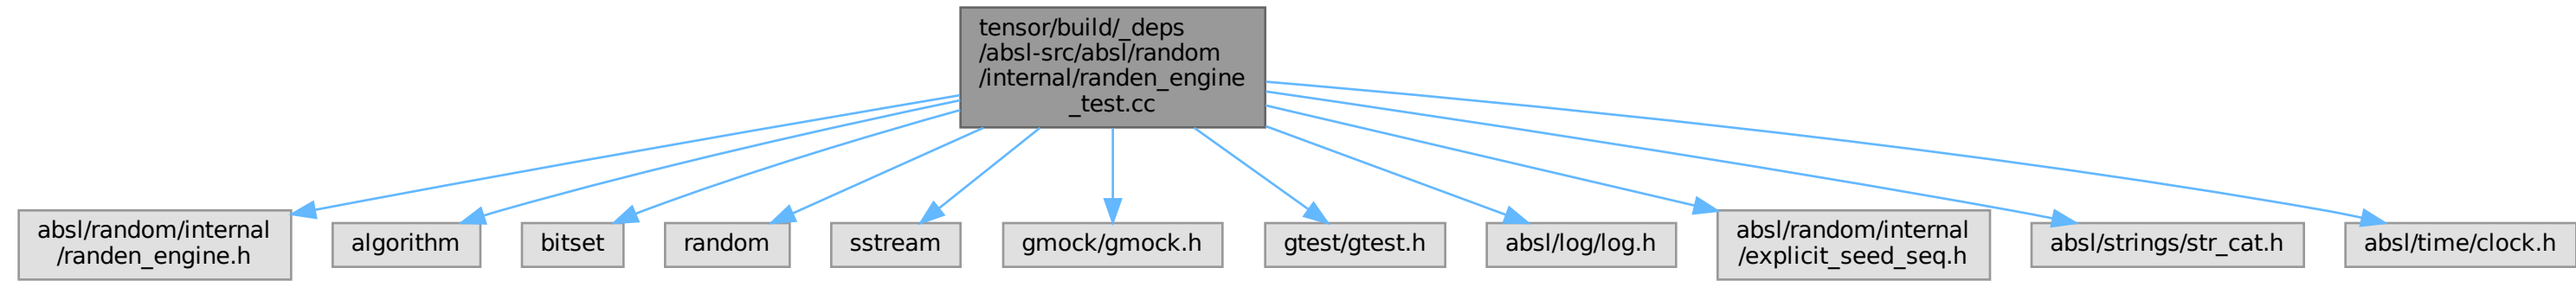 tensor/build/_deps
/absl-src/absl/random
/internal/randen_engine
_test.cc
absl/random/internal
/randen_engine.h
algorithm
bitset
random
sstream
gmock/gmock.h
gtest/gtest.h
absl/log/log.h
absl/random/internal
/explicit_seed_seq.h
absl/strings/str_cat.h
absl/time/clock.h